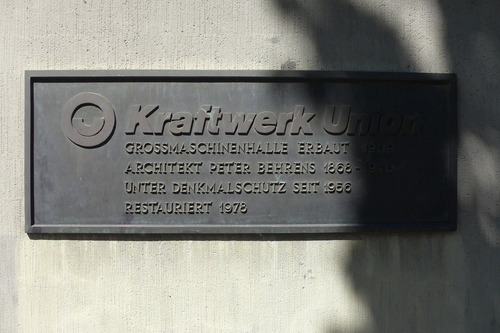 Kraftwerk Union
GROSSMASCHINENHALLE ERBAUT
ARCHITEKT PETER BEHRENS 1868 -
UNTER DENKMALSCHUTZ SEIT 1956
RESTAURIERT 1978